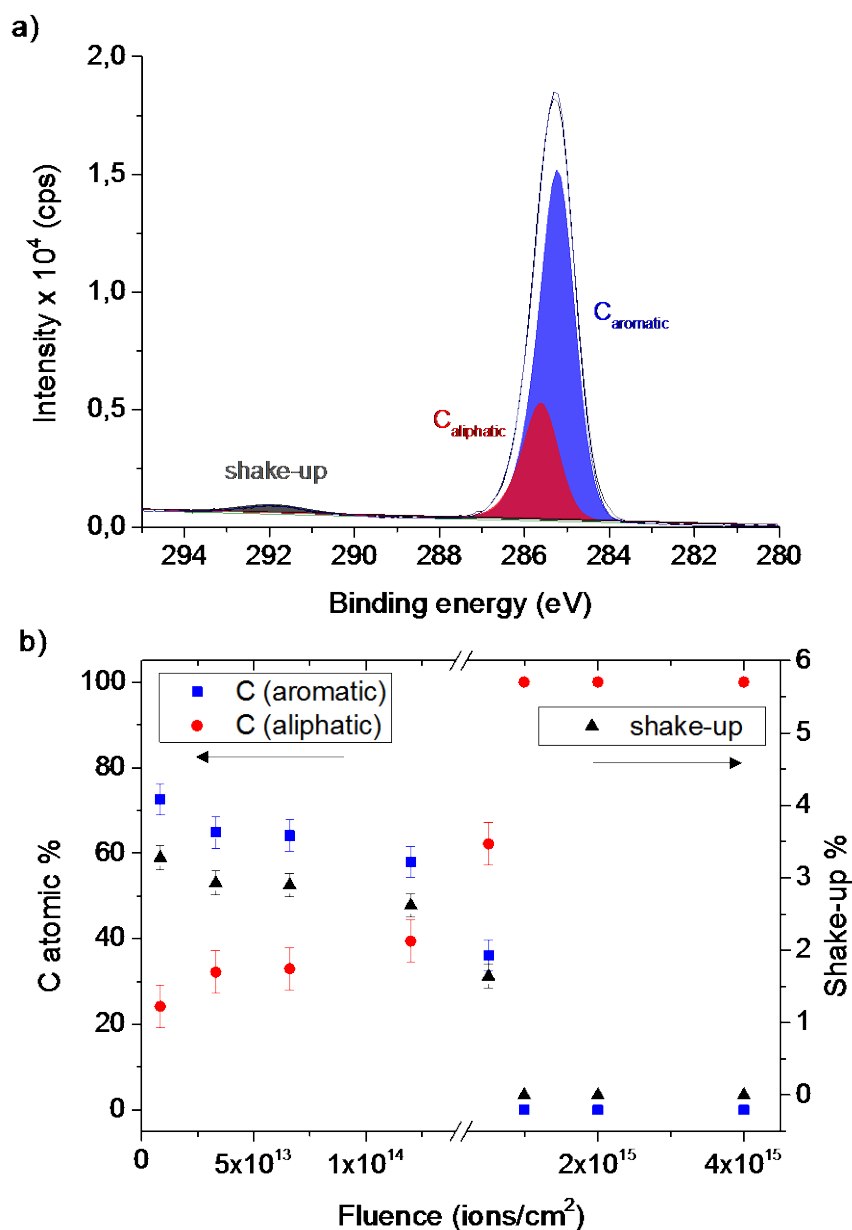 a)
2,0
1,5
1,0
0,5
0,0
Intensity x 10⁴ (cps)
C aromatic
C aliphatic
shake-up
294 292 290 288 286 284 282 280
Binding energy (eV)
b)
C (aromatic)
C (aliphatic)
shake-up
100
80
60
40
20
0
C atomic %
6
5
4
3
2
1
0
Shake-up %
0 5x10¹³ 1x10¹⁴ 2x10¹⁵ 4x10¹⁵
Fluence (ions/cm²)